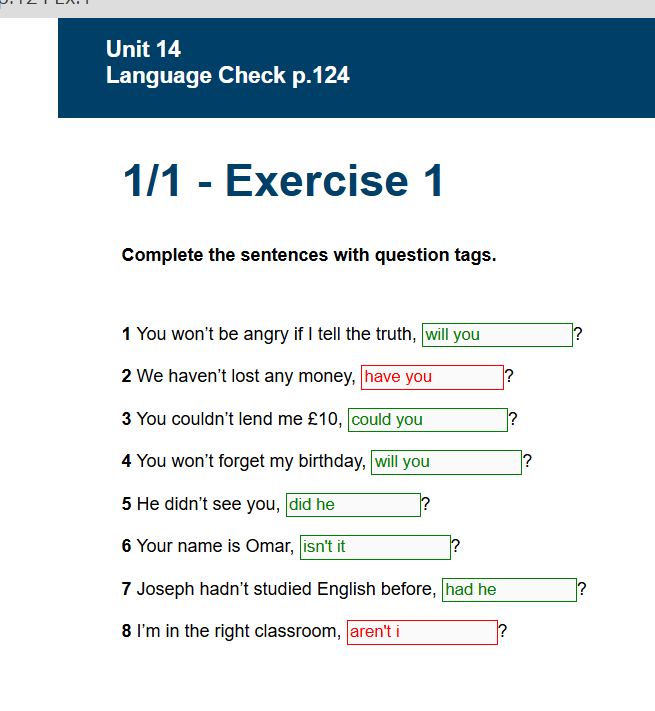 Unit 14
Language Check p.124
1/1 - Exercise 1
Complete the sentences with question tags.
1 You won't be angry if I tell the truth, will you?
2 We haven't lost any money, have you?
3 You couldn't lend me £10, could you?
4 You won't forget my birthday, will you?
5 He didn't see you, did he?
6 Your name is Omar, isn't it?
7 Joseph hadn't studied English before, had he?
8 I'm in the right classroom, aren't i?